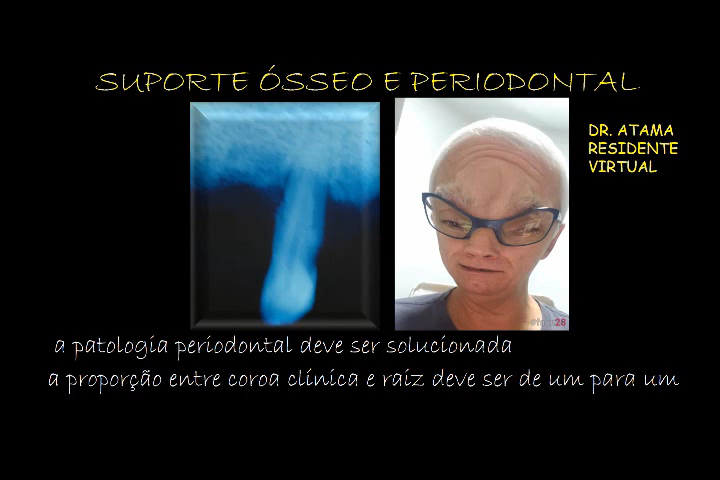 SUPORTE ÓSSEO E PERIODONTAL
DR. ATAMA
RESIDENTE
VIRTUAL
a patologia periodontal deve ser solucionada
a proporção entre coroa clínica e raiz deve ser de um para um